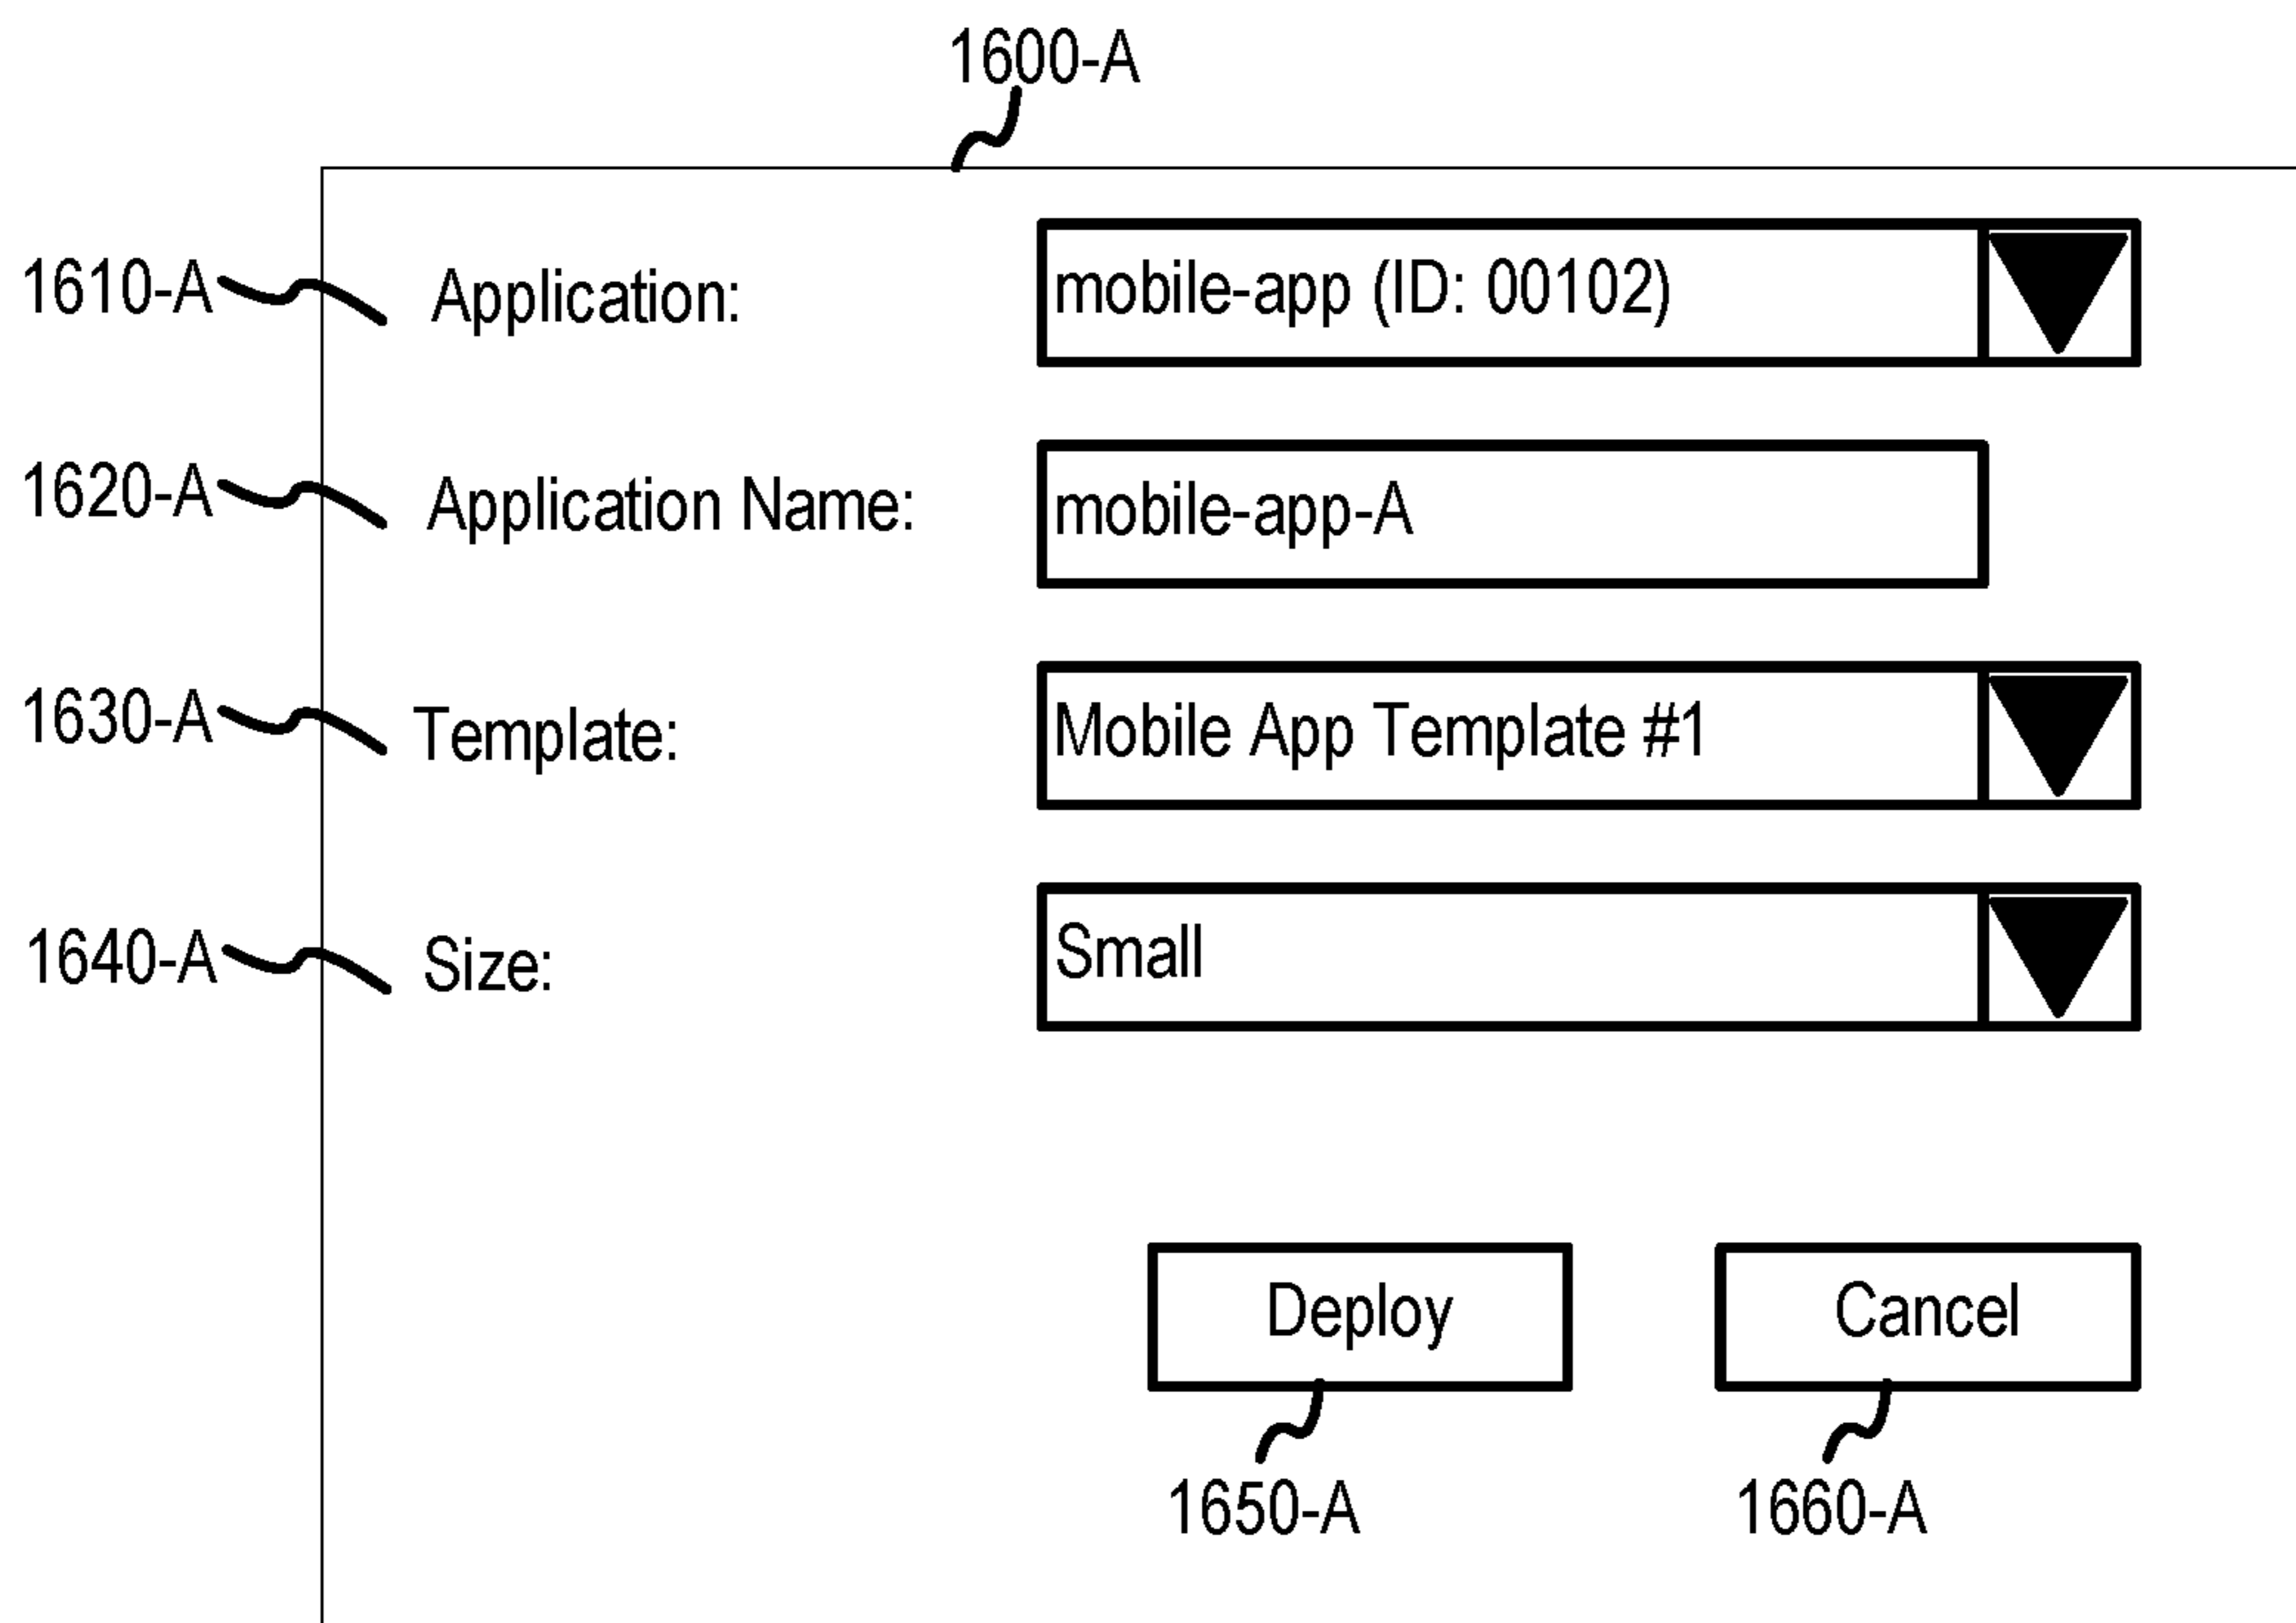 1600-A
1610-A Application: mobile-app (ID: 00102)
1620-A Application Name: mobile-app-A
1630-A Template: Mobile App Template #1
1640-A Size: Small
Deploy Cancel
1650-A 1660-A